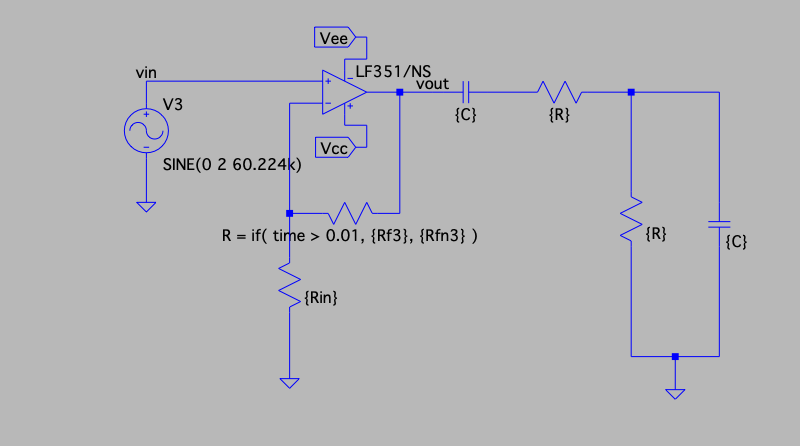 Vee
vin
LF351/NS
vout
V3
{C}
{R}
Vcc
SINE(0 2 60.224k)
R = if( time > 0.01, {Rf3}, {Rfn3} )
{R}
{C}
{Rin}